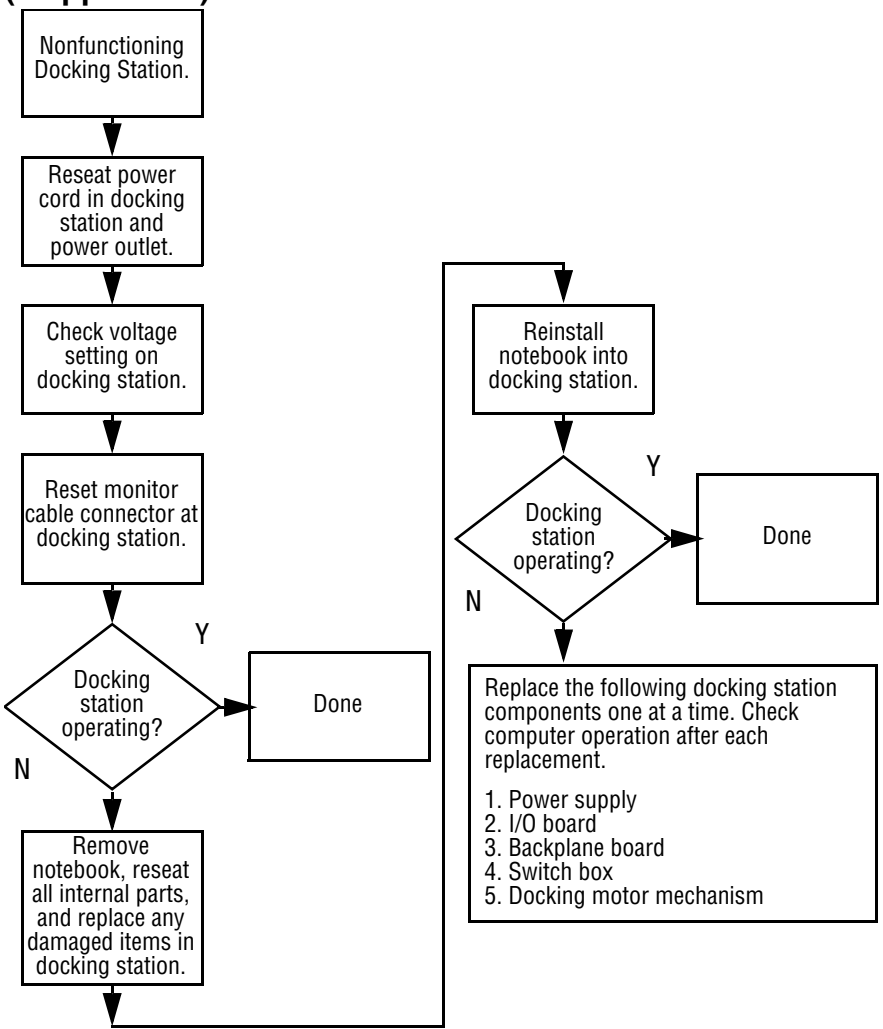 Nonfunctioning
Docking Station.
Reseat power
cord in docking
station and
power outlet.
Check voltage
setting on
docking station.
Reset monitor
cable connector at
docking station.
Docking
station
operating?
Y
Done
N
Remove
notebook, reseat
all internal parts,
and replace any
damaged items in
docking station.
Reinstall
notebook into
docking station.
Docking
station
operating?
Y
Done
N
Replace the following docking station
components one at a time. Check
computer operation after each
replacement.
1. Power supply
2. I/O board
3. Backplane board
4. Switch box
5. Docking motor mechanism